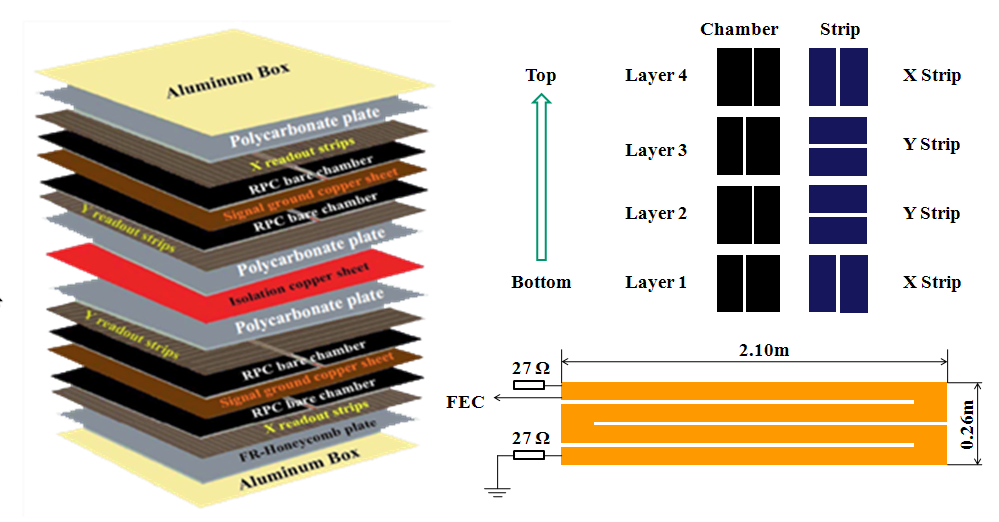 Aluminum Box
Polycarbonate plate
X readout strips
RPC bare chamber
Signal ground copper sheet
RPC bare chamber
Y readout strips
Polycarbonate plate
Isolation copper sheet
Polycarbonate plate
Y readout strips
RPC bare chamber
Signal ground copper sheet
RPC bare chamber
X readout strips
FR-Honeycomb plate
Aluminum Box
Chamber Strip
Top Layer 4 X Strip
Layer 3 Y Strip
Layer 2 Y Strip
Bottom Layer 1 X Strip
2.10m
27 Ω
FEC
27 Ω
0.26m